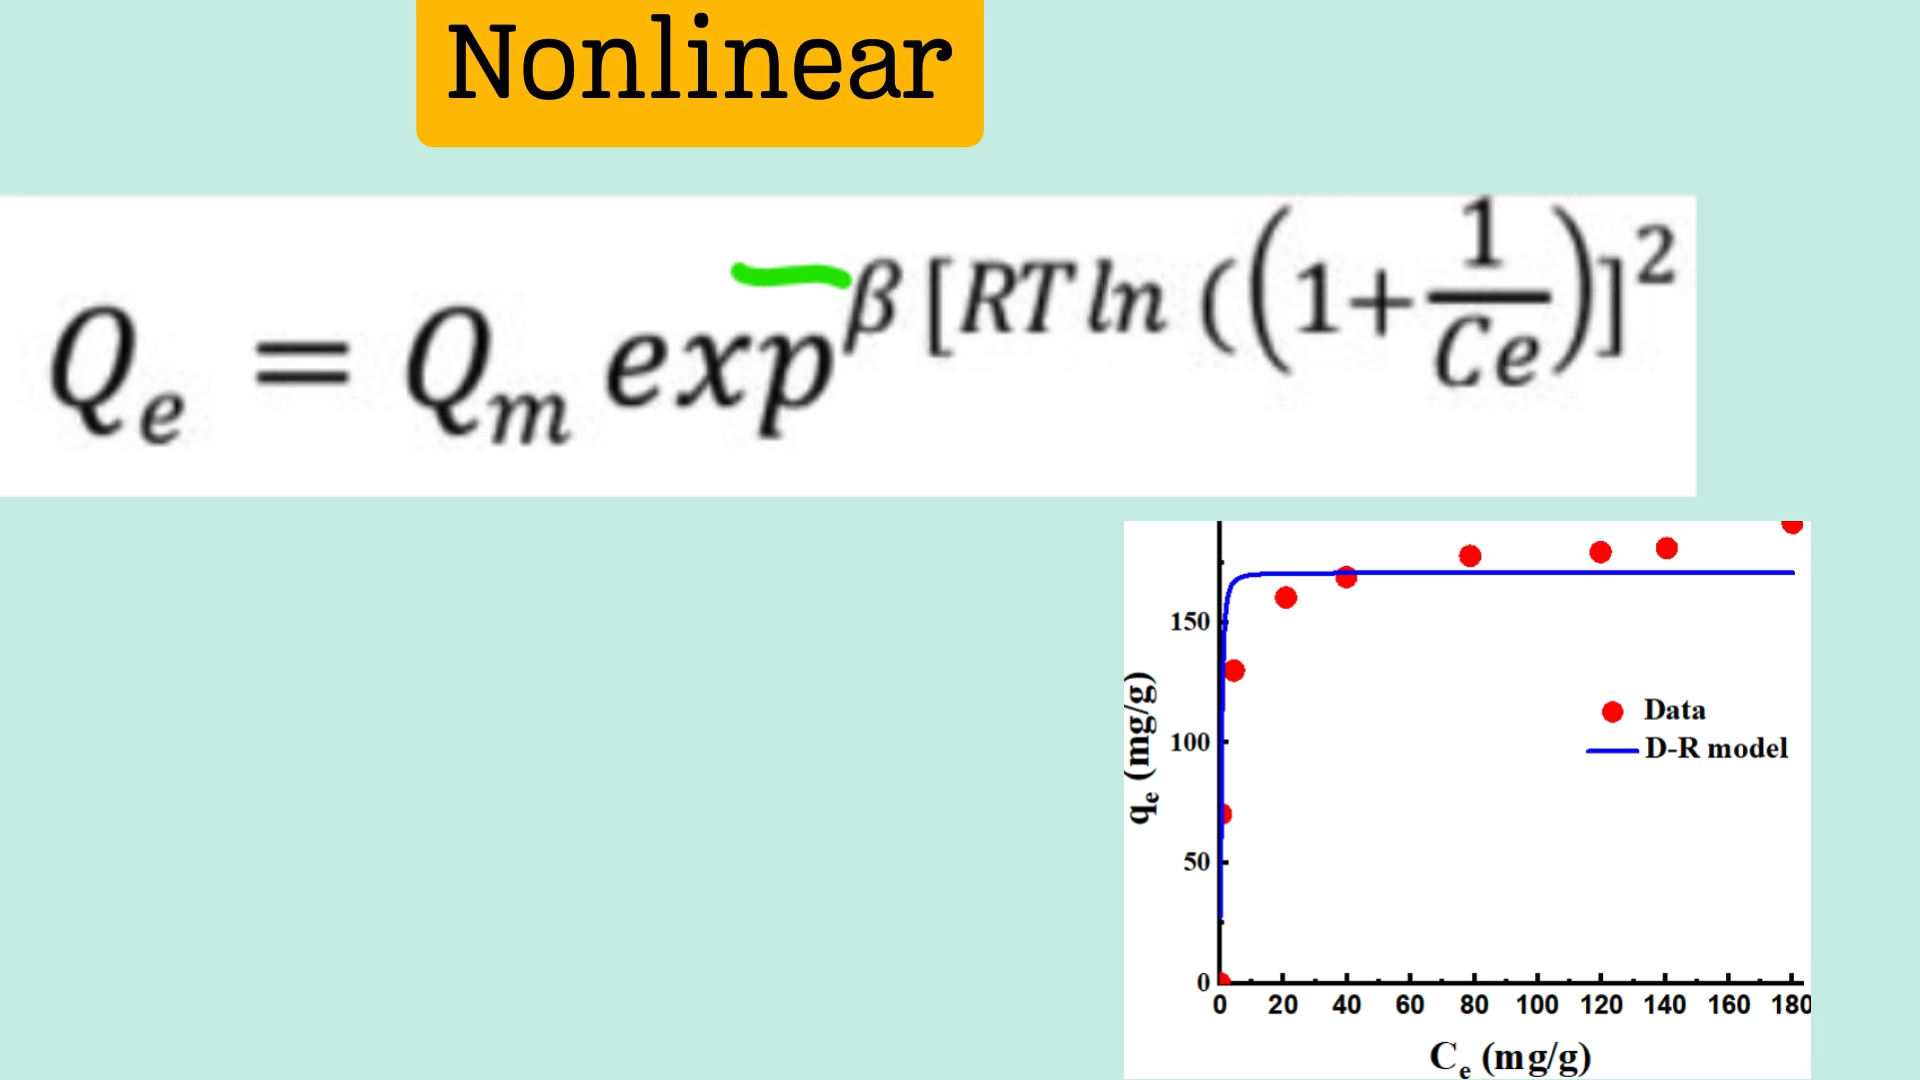 Nonlinear
Qₑ = Qₘ exp^−β [RT ln ((1+1/Ce)]²
150
100
50
0
qₑ (mg/g)
Data
D-R model
0 20 40 60 80 100 120 140 160 180
Cₑ (mg/g)